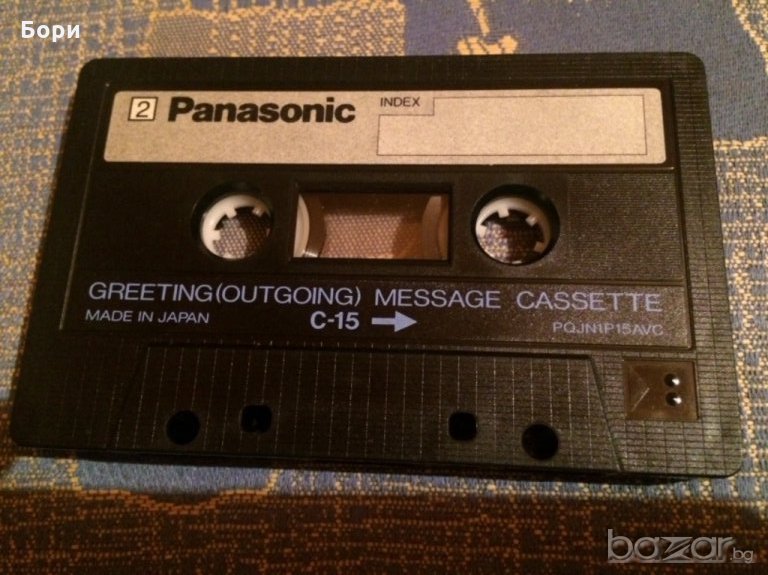 Бори
2 Panasonic INDEX
GREETING(OUTGOING) MESSAGE CASSETTE
MADE IN JAPAN C-15 PQJN1P15AVC
bazar.bg